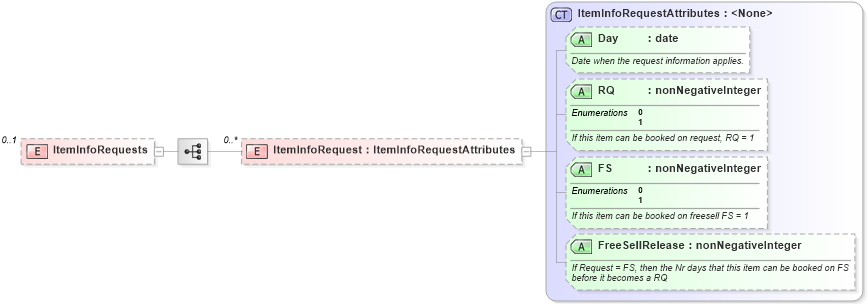 CT ItemInfoRequestAttributes : <None>
A Day : date
Date when the request information applies.
A RQ : nonNegativeInteger
Enumerations 0
1
If this item can be booked on request, RQ = 1
0..1
E ItemInfoRequests
0..*
E ItemInfoRequest : ItemInfoRequestAttributes
A FS : nonNegativeInteger
Enumerations 0
1
If this item can be booked on freesell FS = 1
A FreeSellRelease : nonNegativeInteger
If Request = FS, then the Nr days that this item can be booked on FS
before it becomes a RQ